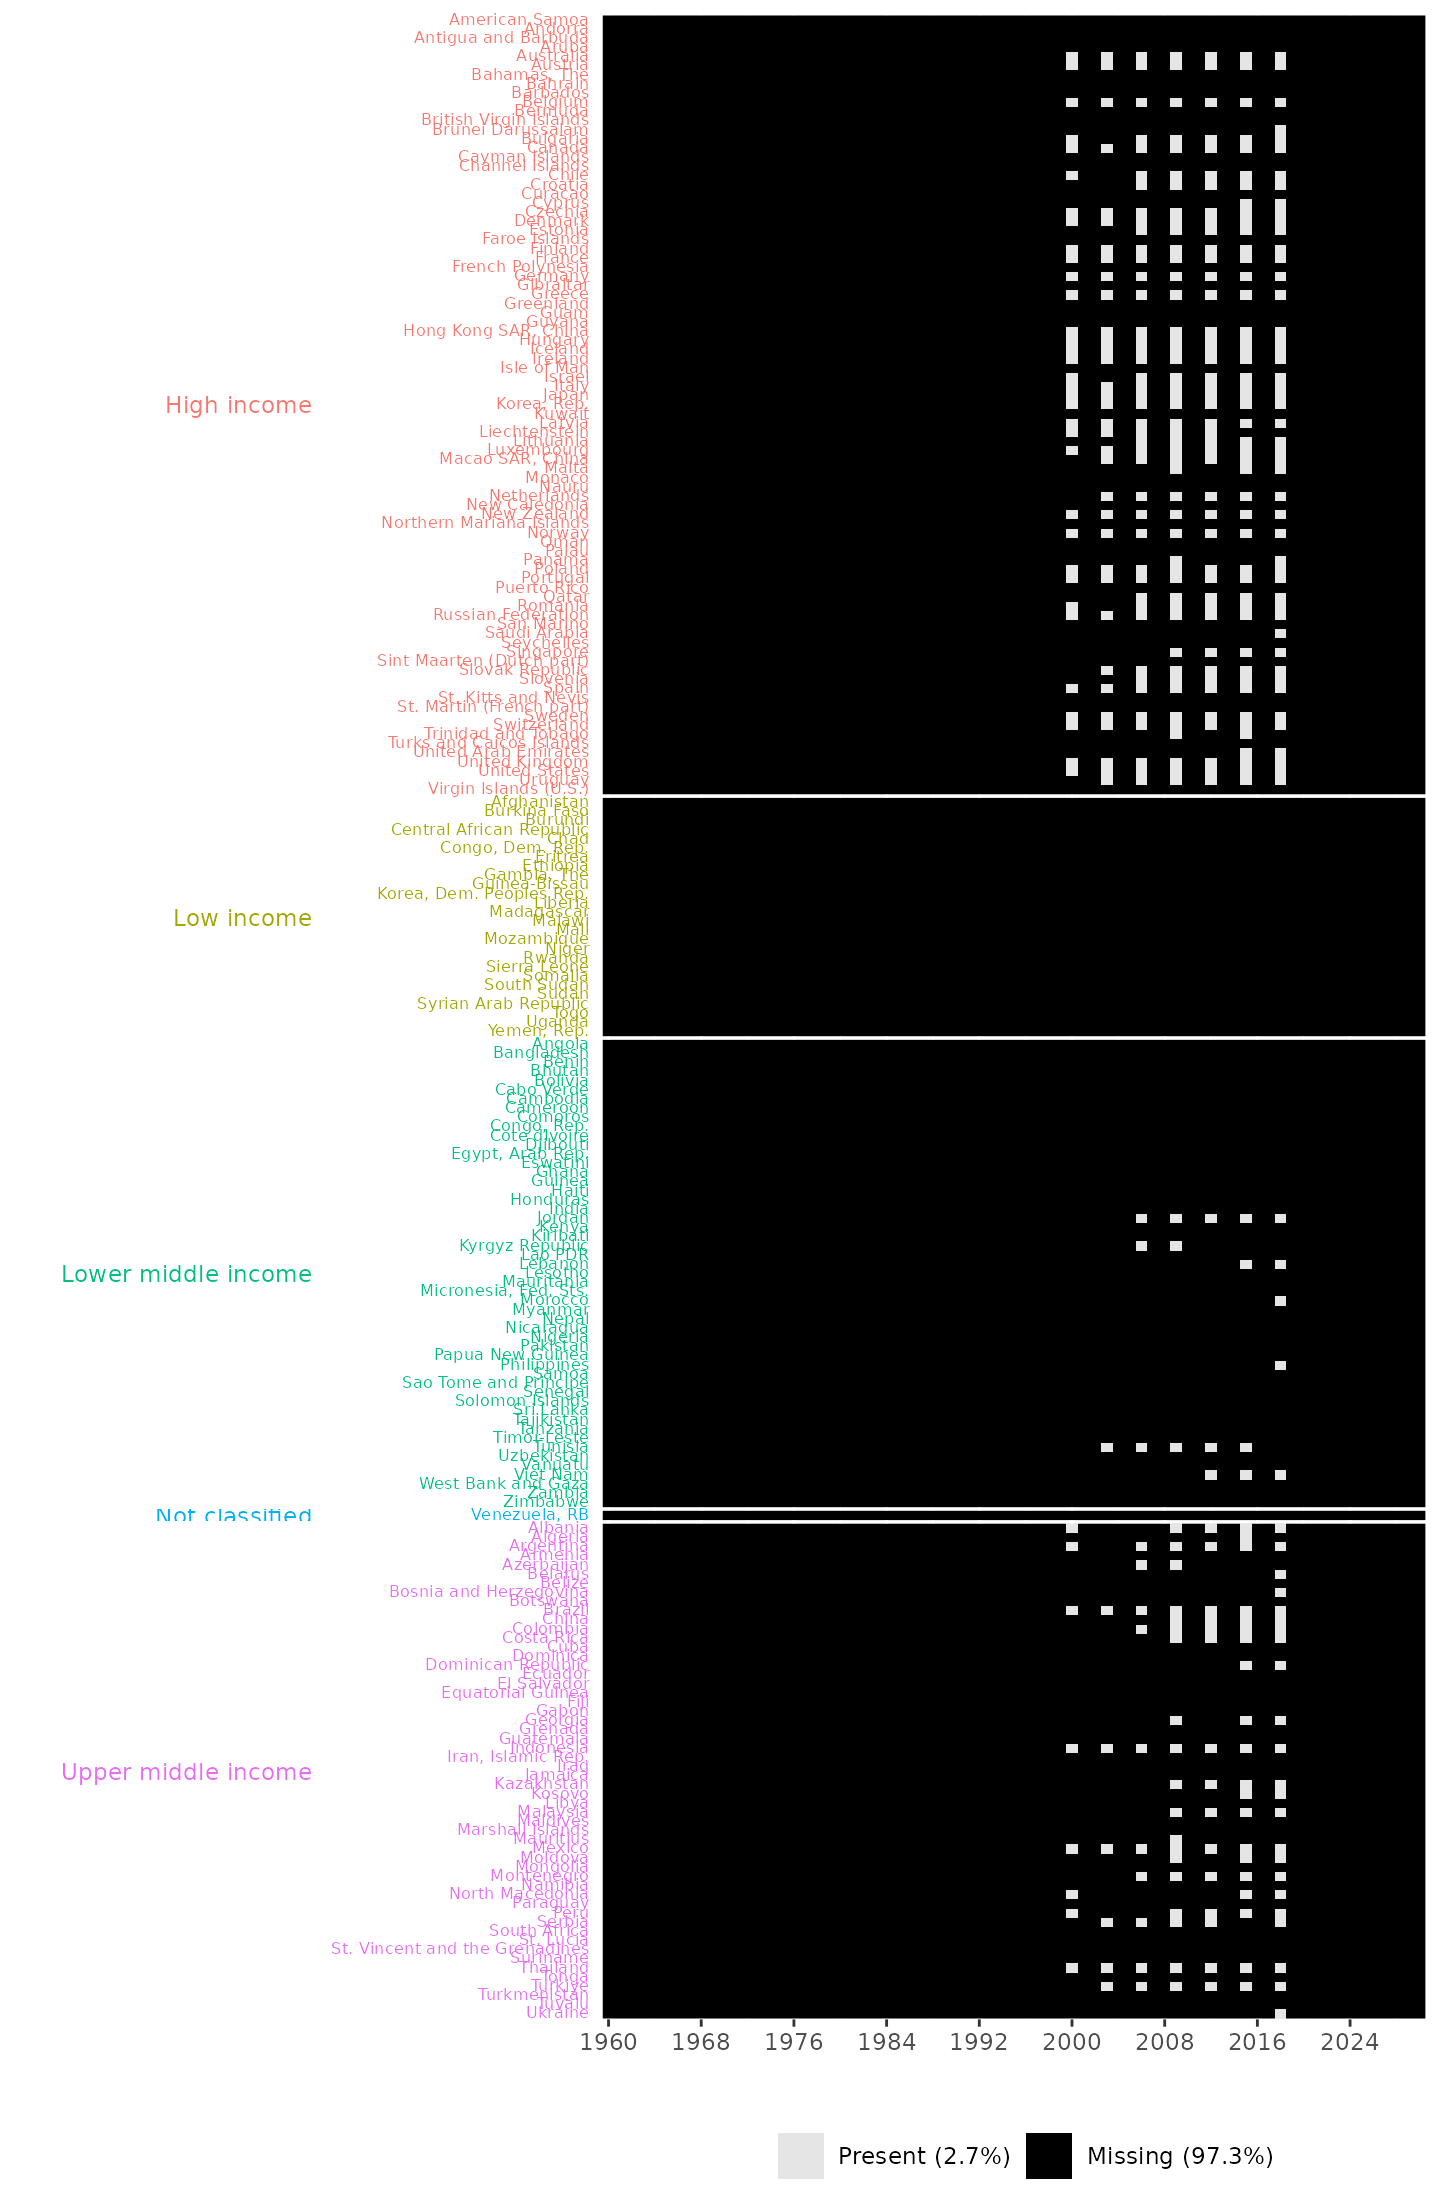 American Samoa
Andorra
Antigua and Barbuda
Aruba
Australia
Austria
Bahamas, The
Bahrain
Barbados
Belgium
Bermuda
British Virgin Islands
Brunei Darussalam
Bulgaria
Canada
Cayman Islands
Channel Islands
Chile
Croatia
Curacao
Cyprus
Czechia
Denmark
Estonia
Faroe Islands
Finland
France
French Polynesia
Germany
Gibraltar
Greece
Greenland
Guam
Guyana
Hong Kong SAR, China
Hungary
Iceland
Ireland
Isle of Man
Israel
Italy
Japan
High income
Korea, Rep.
Kuwait
Latvia
Liechtenstein
Lithuania
Luxembourg
Macao SAR, China
Malta
Monaco
Nauru
Netherlands
New Caledonia
New Zealand
Northern Mariana Islands
Norway
Oman
Palau
Panama
Poland
Portugal
Puerto Rico
Qatar
Romania
Russian Federation
San Marino
Saudi Arabia
Seychelles
Singapore
Sint Maarten (Dutch part)
Slovak Republic
Slovenia
Spain
St. Kitts and Nevis
St. Martin (French part)
Sweden
Switzerland
Trinidad and Tobago
Turks and Caicos Islands
United Arab Emirates
United Kingdom
United States
Uruguay
Virgin Islands (U.S.)
Afghanistan
Burkina Faso
Burundi
Central African Republic
Chad
Congo, Dem. Rep.
Eritrea
Ethiopia
Gambia, The
Guinea-Bissau
Korea, Dem. Peoples Rep.
Liberia
Madagascar
Low income
Malawi
Mali
Mozambique
Niger
Rwanda
Sierra Leone
Somalia
South Sudan
Sudan
Syrian Arab Republic
Togo
Uganda
Yemen, Rep.
Angola
Bangladesh
Benin
Bhutan
Bolivia
Cabo Verde
Cambodia
Cameroon
Comoros
Congo, Rep.
Cote d'Ivoire
Djibouti
Egypt, Arab Rep.
Eswatini
Ghana
Guinea
Haiti
Honduras
India
Jordan
Kenya
Kiribati
Kyrgyz Republic
Lao PDR
Lebanon
Lesotho
Lower middle income
Mauritania
Micronesia, Fed. Sts.
Morocco
Myanmar
Nepal
Nicaragua
Nigeria
Pakistan
Papua New Guinea
Philippines
Samoa
Sao Tome and Principe
Senegal
Solomon Islands
Sri Lanka
Tajikistan
Tanzania
Timor-Leste
Tunisia
Uzbekistan
Vanuatu
Viet Nam
West Bank and Gaza
Zambia
Zimbabwe
Not classified
Venezuela, RB
Albania
Algeria
Argentina
Armenia
Azerbaijan
Belarus
Belize
Bosnia and Herzegovina
Botswana
Brazil
China
Colombia
Costa Rica
Cuba
Dominica
Dominican Republic
Ecuador
El Salvador
Equatorial Guinea
Fiji
Gabon
Georgia
Grenada
Guatemala
Indonesia
Iran, Islamic Rep.
Iraq
Upper middle income
Jamaica
Kazakhstan
Kosovo
Libya
Malaysia
Maldives
Marshall Islands
Mauritius
Mexico
Moldova
Mongolia
Montenegro
Namibia
North Macedonia
Paraguay
Peru
Serbia
South Africa
St. Lucia
St. Vincent and the Grenadines
Suriname
Thailand
Tonga
Turkiye
Turkmenistan
Tuvalu
Ukraine
1960 1968 1976 1984 1992 2000 2008 2016 2024
Present (2.7%) Missing (97.3%)